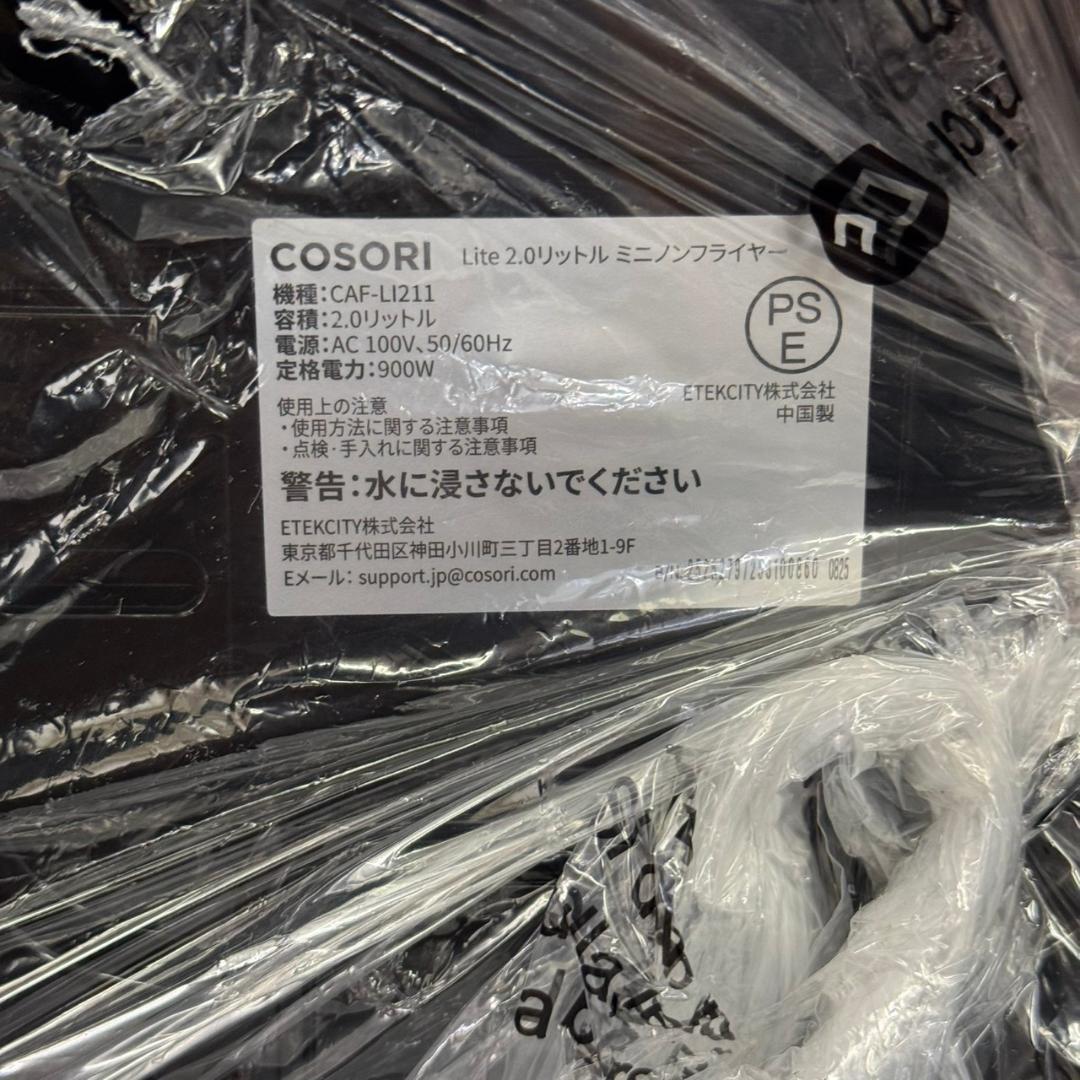 COSORI Lite 2.0リットル ミニノンフライヤー
機種：CAF-LI211
容積：2.0リットル
電源：AC 100V、50/60Hz
定格電力：900W
PS
E
ETEKCITY株式会社
中国製
使用上の注意
・使用方法に関する注意事項
・点検・手入れに関する注意事項
警告：水に浸さないでください
ETEKCITY株式会社
東京都千代田区神田小川町三丁目2番地1-9F
Eメール： support.jp@cosori.com
0825